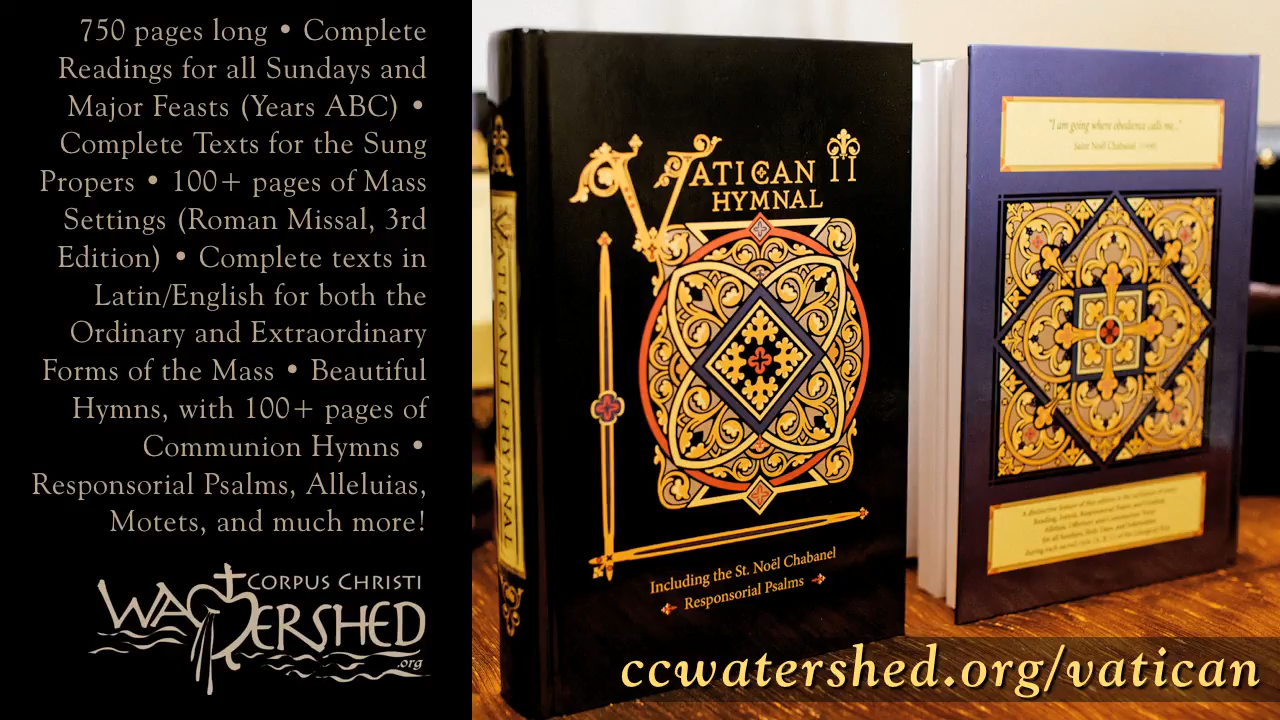 750 pages long • Complete
Readings for all Sundays and
Major Feasts (Years ABC) •
Complete Texts for the Sung
Propers • 100+ pages of Mass
Settings (Roman Missal, 3rd
Edition) • Complete texts in
Latin/English for both the
Ordinary and Extraordinary
Forms of the Mass • Beautiful
Hymns, with 100+ pages of
Communion Hymns •
Responsorial Psalms, Alleluias,
Motets, and much more!
CORPUS CHRISTI
WATERSHED
.org
VATICAN II HYMNAL
VATICAN II
HYMNAL
Including the St. Noël Chabanel
Responsorial Psalms
"I am going where obedience calls me..."
Saint Noël Chabanel
ccwatershed.org/vatican